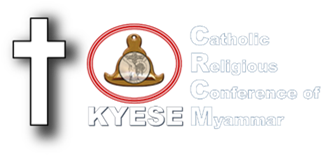 Catholic
Religious
Conference of
KYESE Myanmar